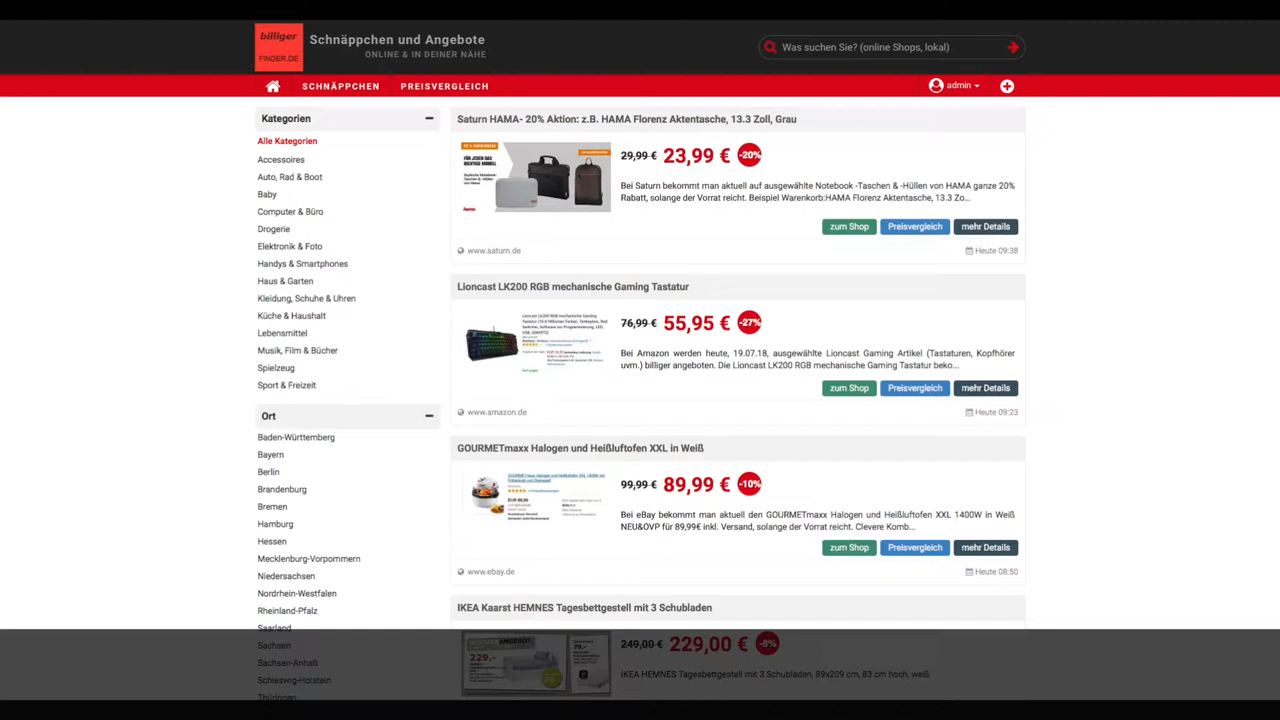 billiger
FINDER.DE
Schnäppchen und Angebote
ONLINE & IN DEINER NÄHE
Was suchen Sie? (online Shops, lokal)
SCHNÄPPCHEN
PREISVERGLEICH
admin
Kategorien
Alle Kategorien
Accessoires
Auto, Rad & Boot
Baby
Computer & Büro
Drogerie
Elektronik & Foto
Handys & Smartphones
Haus & Garten
Kleidung, Schuhe & Uhren
Küche & Haushalt
Lebensmittel
Musik, Film & Bücher
Spielzeug
Sport & Freizeit
Ort
Baden-Württemberg
Bayern
Berlin
Brandenburg
Bremen
Hamburg
Hessen
Mecklenburg-Vorpommern
Niedersachsen
Nordrhein-Westfalen
Rheinland-Pfalz
Saarland
Sachsen
Sachsen-Anhalt
Schleswig-Holstein
Thüringen
Saturn HAMA- 20% Aktion: z.B. HAMA Florenz Aktentasche, 13.3 Zoll, Grau
29,99 € 23,99 € -20%
Bei Saturn bekommt man aktuell auf ausgewählte Notebook -Taschen & -Hüllen von HAMA ganze 20%
Rabatt, solange der Vorrat reicht. Beispiel Warenkorb:HAMA Florenz Aktentasche, 13.3 Zo...
zum Shop Preisvergleich mehr Details
www.saturn.de Heute 09:38
Lioncast LK200 RGB mechanische Gaming Tastatur
76,99 € 55,95 € -27%
Bei Amazon werden heute, 19.07.18, ausgewählte Lioncast Gaming Artikel (Tastaturen, Kopfhörer
uvm.) billiger angeboten. Die Lioncast LK200 RGB mechanische Gaming Tastatur beko...
zum Shop Preisvergleich mehr Details
www.amazon.de Heute 09:23
GOURMETmaxx Halogen und Heißluftofen XXL in Weiß
99,99 € 89,99 € -10%
Bei eBay bekommt man aktuell den GOURMETmaxx Halogen und Heißluftofen XXL 1400W in Weiß
NEU&OVP für 89,99€ inkl. Versand, solange der Vorrat reicht. Clevere Komb...
zum Shop Preisvergleich mehr Details
www.ebay.de Heute 08:50
IKEA Kaarst HEMNES Tagesbettgestell mit 3 Schubladen
249,00 € 229,00 € -8%
IKEA HEMNES Tagesbettgestell mit 3 Schubladen, 89x209 cm, 83 cm hoch, weiß